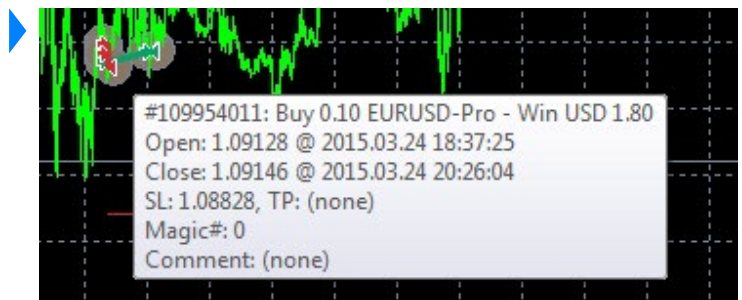 #109954011: Buy 0.10 EURUSD-Pro - Win USD 1.80
Open: 1.09128 @ 2015.03.24 18:37:25
Close: 1.09146 @ 2015.03.24 20:26:04
SL: 1.08828, TP: (none)
Magic#: 0
Comment: (none)